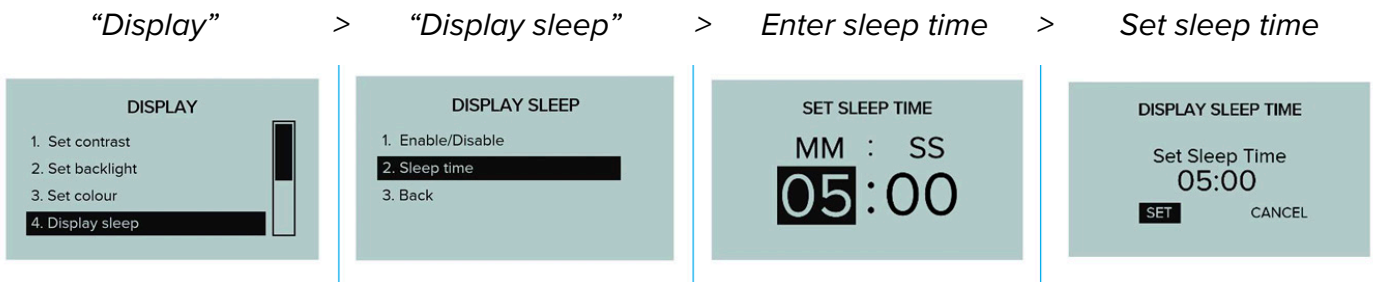 “Display” > “Display sleep” > Enter sleep time > Set sleep time
DISPLAY
1. Set contrast
2. Set backlight
3. Set colour
4. Display sleep
DISPLAY SLEEP
1. Enable/Disable
2. Sleep time
3. Back
SET SLEEP TIME
MM : SS
05:00
DISPLAY SLEEP TIME
Set Sleep Time
05:00
SET CANCEL